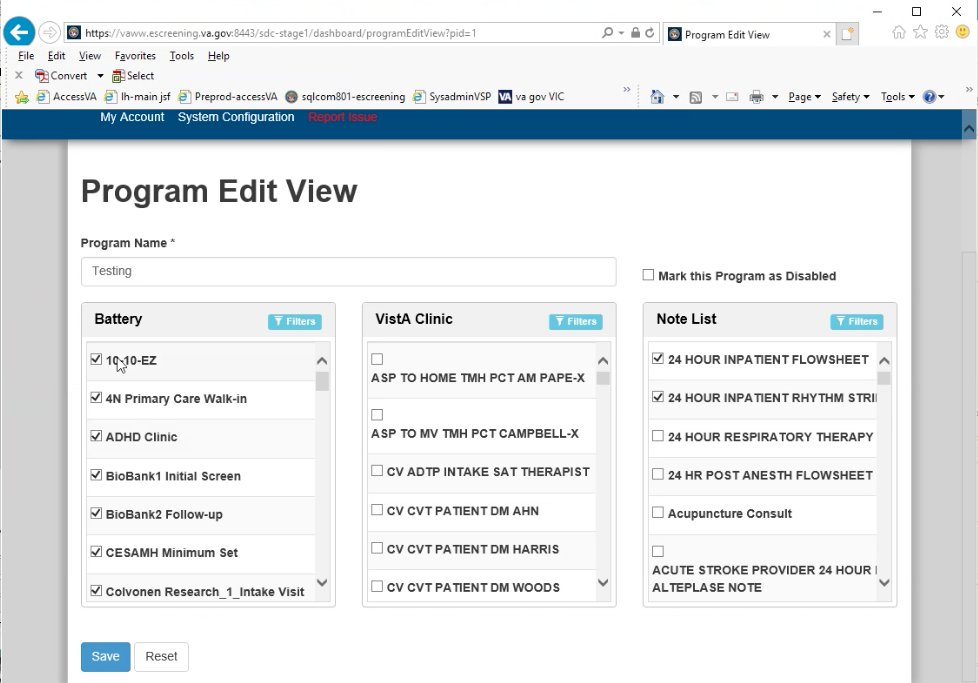 https://vaww.escreening.va.gov:8443/sdc-stage1/dashboard/programEditView?pid=1
Program Edit View
File Edit View Favorites Tools Help
x Convert Select
AccessVA lh-main jsf Preprod-accessVA sqlcom801-escreening SysadminVSP VA va gov VIC » Page Safety Tools »
My Account System Configuration Report Issue
Program Edit View
Program Name *
Testing
Mark this Program as Disabled
Battery Filters
10-10-EZ
4N Primary Care Walk-in
ADHD Clinic
BioBank1 Initial Screen
BioBank2 Follow-up
CESAMH Minimum Set
Colvonen Research_1_Intake Visit
VistA Clinic Filters
ASP TO HOME TMH PCT AM PAPE-X
ASP TO MV TMH PCT CAMPBELL-X
CV ADTP INTAKE SAT THERAPIST
CV CVT PATIENT DM AHN
CV CVT PATIENT DM HARRIS
CV CVT PATIENT DM WOODS
Note List Filters
24 HOUR INPATIENT FLOWSHEET
24 HOUR INPATIENT RHYTHM STRI
24 HOUR RESPIRATORY THERAPY
24 HR POST ANESTH FLOWSHEET
Acupuncture Consult
ACUTE STROKE PROVIDER 24 HOUR
ALTEPLASE NOTE
Save Reset